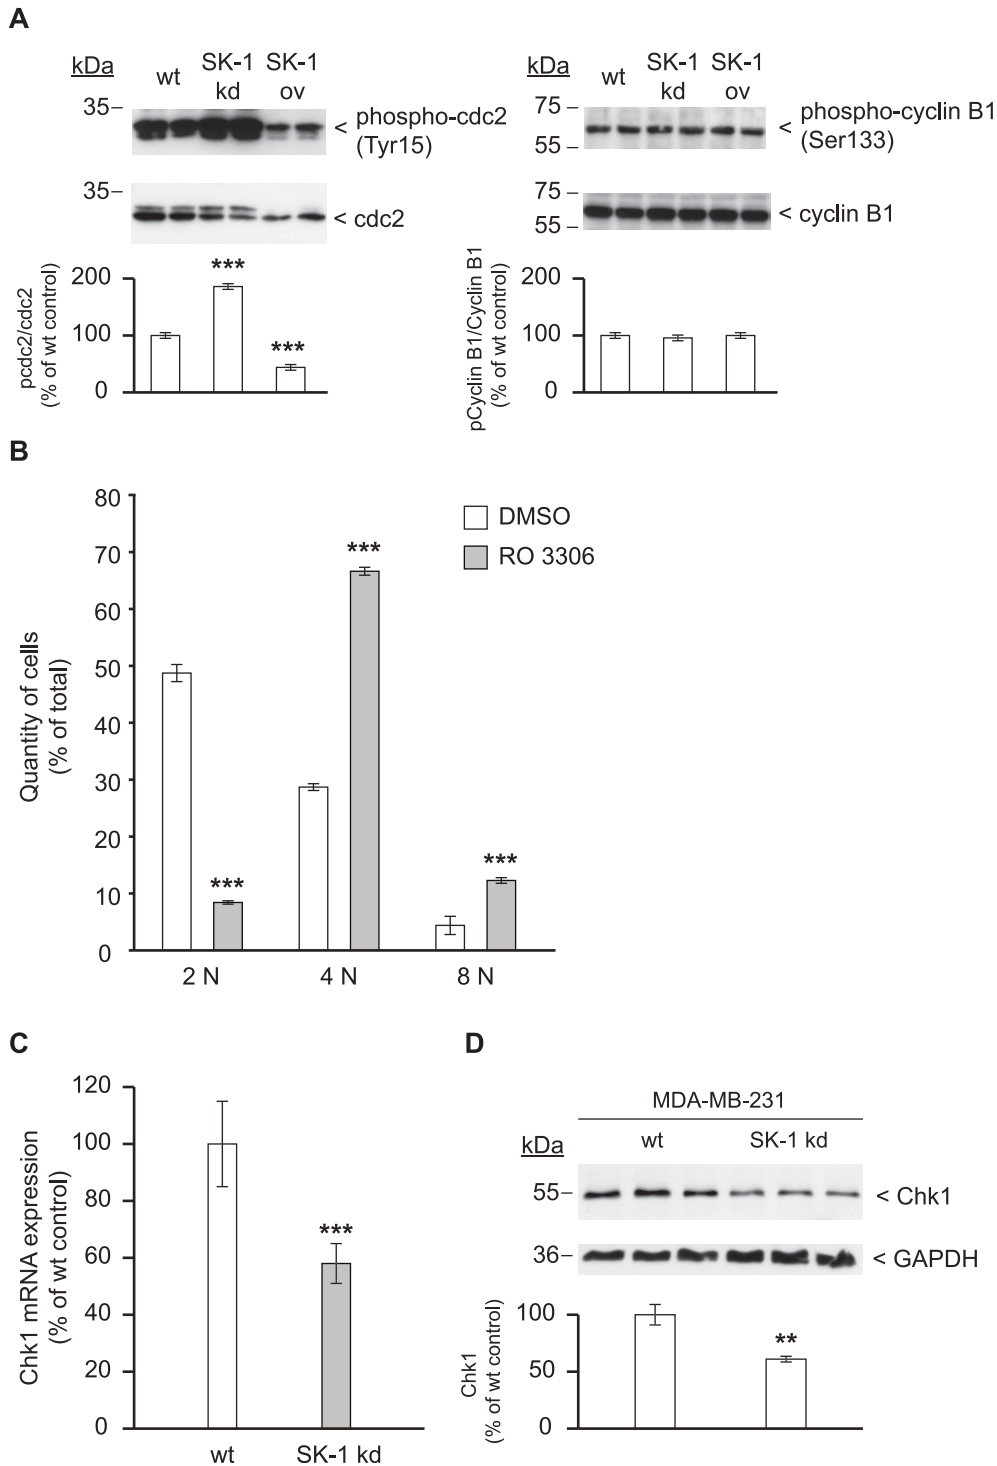 A
kDa
wt
SK-1
kd
SK-1
ov
35
phospho-cdc2
(Tyr15)
35
< cdc2
200
100
0
pcdc2/cdc2
(% of wt control)
***
***
wt
SK-1
kd
SK-1
ov
75
55
< phospho-cyclin B1
(Ser133)
75
55
< cyclin B1
200
100
0
pCyclin B1/Cyclin B1
(% of wt control)
B
80
70
60
50
40
30
20
10
0
Quantity of cells
(% of total)
DMSO
RO 3306
***
***
***
2 N
4 N
8 N
C
120
100
80
60
40
20
0
Chk1 mRNA expression
(% of wt control)
***
wt
SK-1 kd
D
MDA-MB-231
kDa
wt
SK-1 kd
55
< Chk1
36
< GAPDH
100
50
0
Chk1
(% of wt control)
**